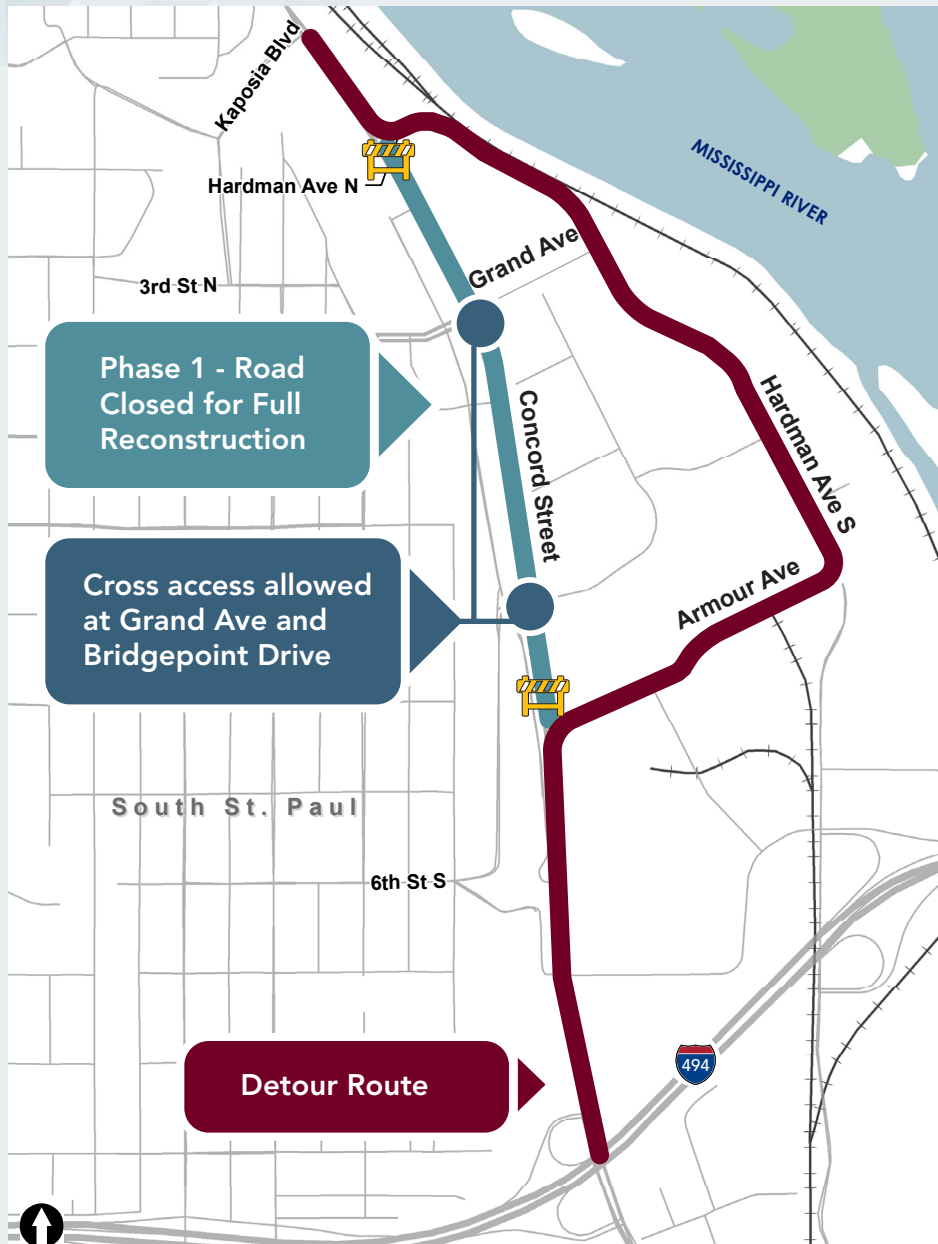 Kaposia Blvd
MISSISSIPPI RIVER
Hardman Ave N
Grand Ave
3rd St N
Phase 1 - Road
Closed for Full
Reconstruction
Concord Street
Hardman Ave S
Cross access allowed
at Grand Ave and
Bridgepoint Drive
Armour Ave
South St. Paul
6th St S
494
Detour Route